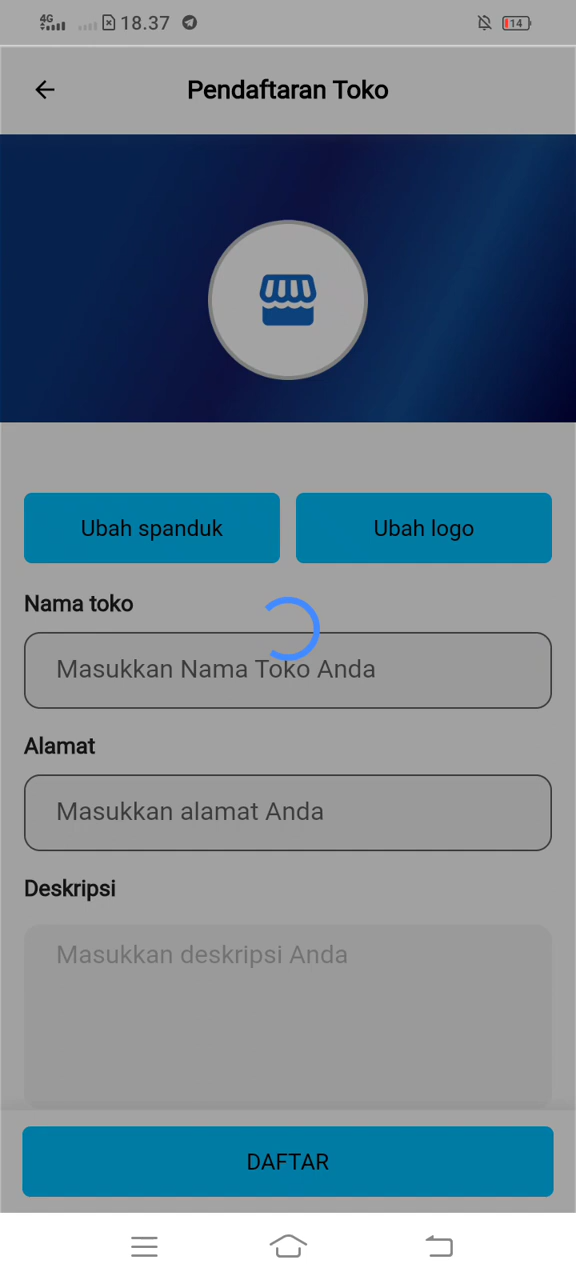 4G 18.37 14
Pendaftaran Toko
Ubah spanduk Ubah logo
Nama toko
Masukkan Nama Toko Anda
Alamat
Masukkan alamat Anda
Deskripsi
Masukkan deskripsi Anda
DAFTAR